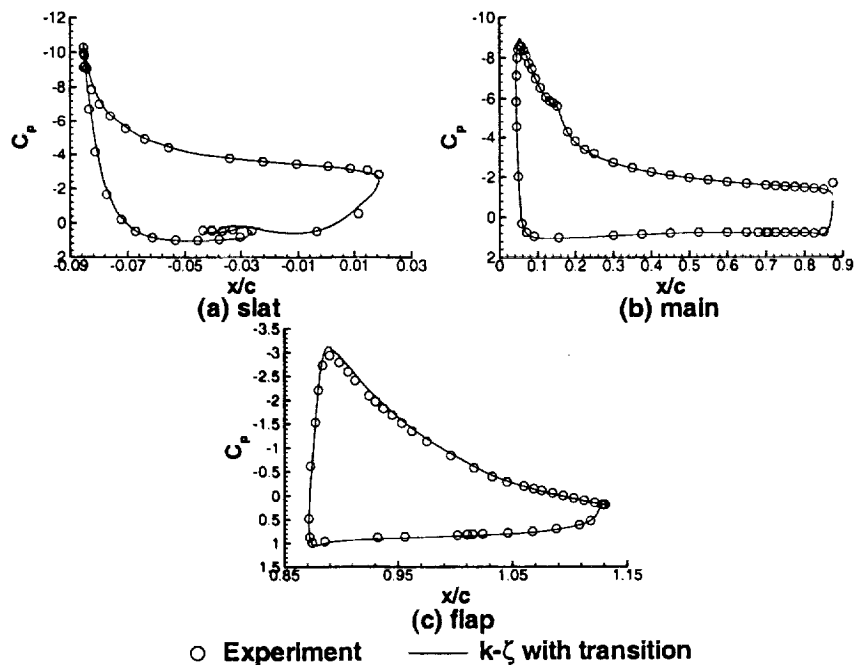 -12
-10
-8
-6
-4
-2
0
2
Cp
-0.09 -0.07 -0.05 -0.03 -0.01 0.01 0.03
x/c
(a) slat
-10
-8
-6
-4
-2
0
2
Cp
0 0.1 0.2 0.3 0.4 0.5 0.6 0.7 0.8 0.9
x/c
(b) main
-3.5
-3
-2.5
-2
-1.5
-1
-0.5
0
0.5
1
1.5
Cp
0.85 0.95 1.05 1.15
x/c
(c) flap
Experiment k-ζ with transition